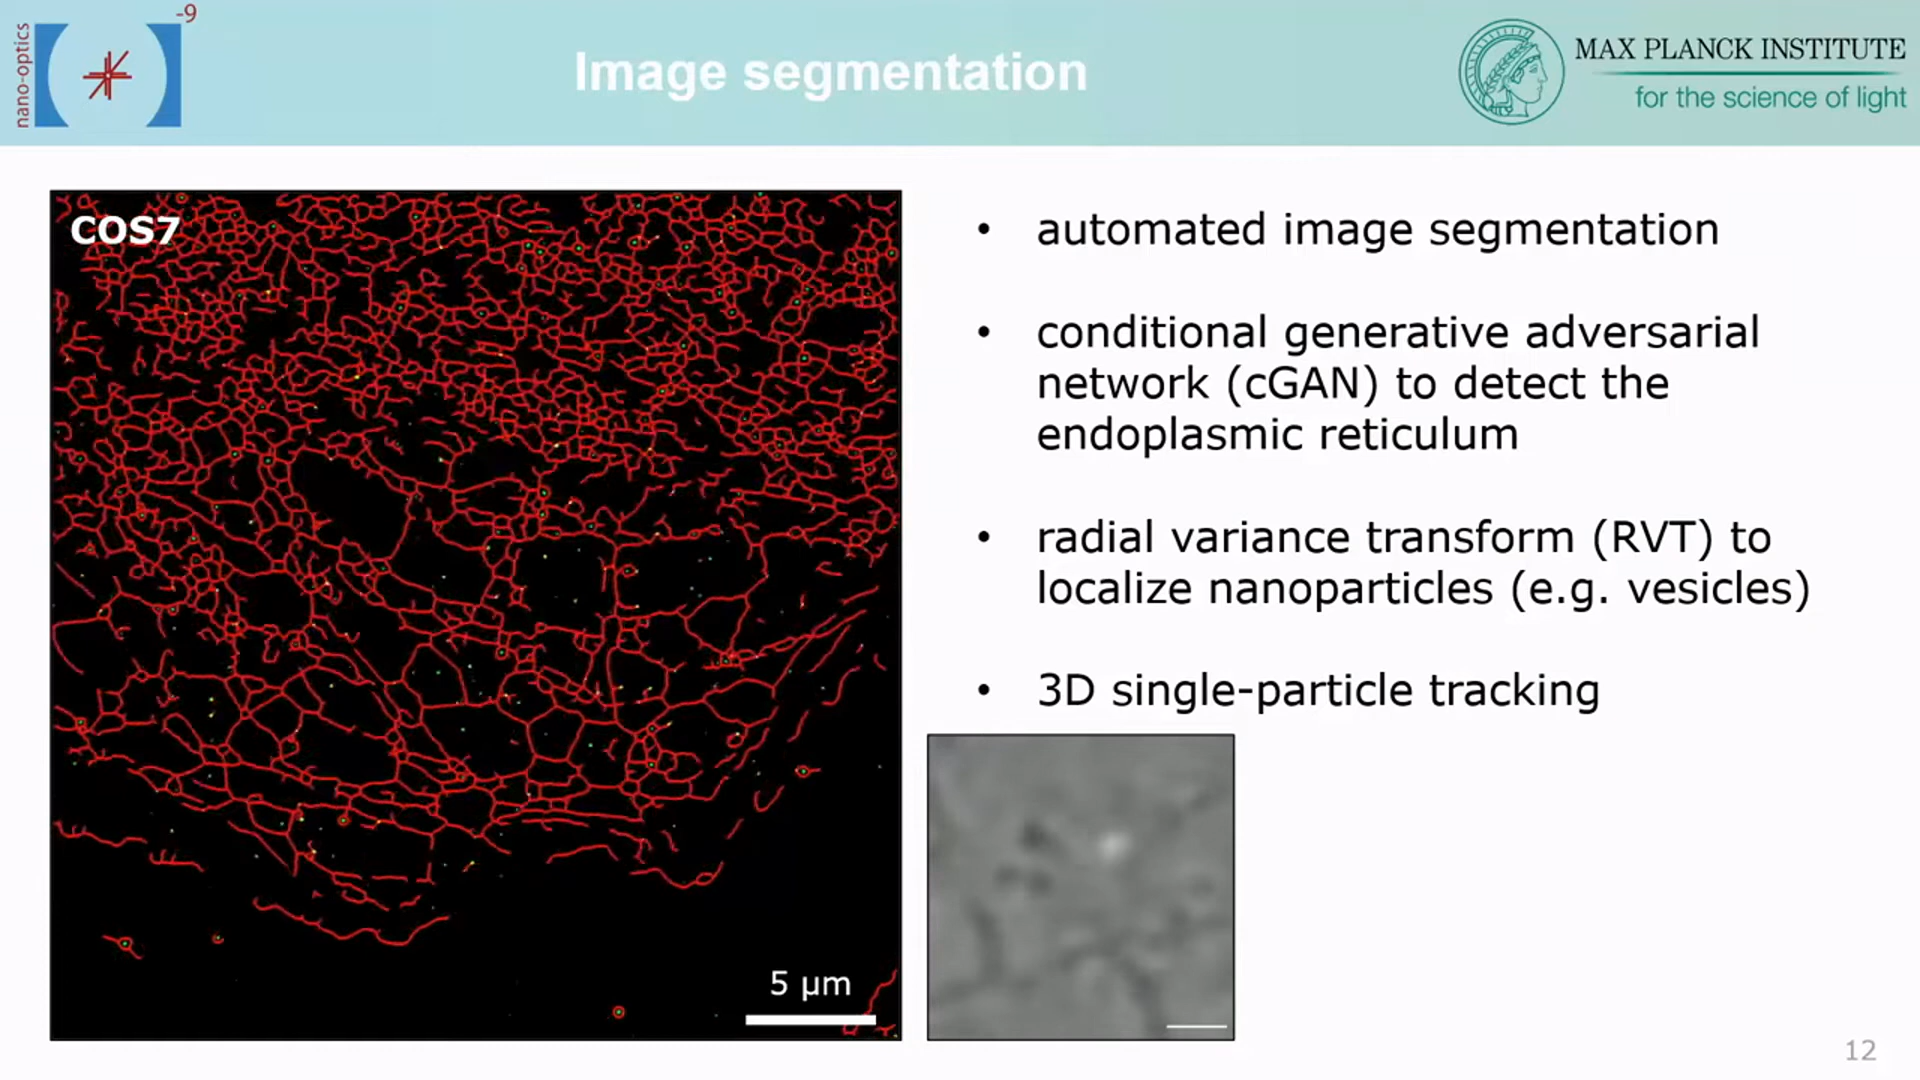 nano-optics
-9
Image segmentation
MAX PLANCK INSTITUTE
for the science of light
COS7
5 µm
• automated image segmentation
• conditional generative adversarial
network (cGAN) to detect the
endoplasmic reticulum
• radial variance transform (RVT) to
localize nanoparticles (e.g. vesicles)
• 3D single-particle tracking
12